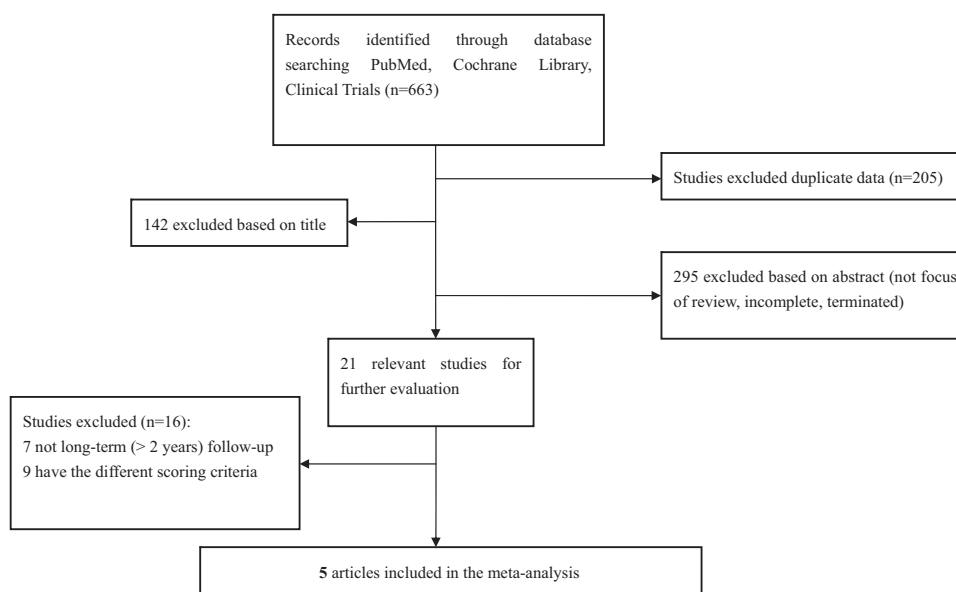 Records identified through database
searching PubMed, Cochrane Library,
Clinical Trials (n=663)
Studies excluded duplicate data (n=205)
142 excluded based on title
295 excluded based on abstract (not focus
of review, incomplete, terminated)
21 relevant studies for
further evaluation
Studies excluded (n=16):
7 not long-term (> 2 years) follow-up
9 have the different scoring criteria
5 articles included in the meta-analysis